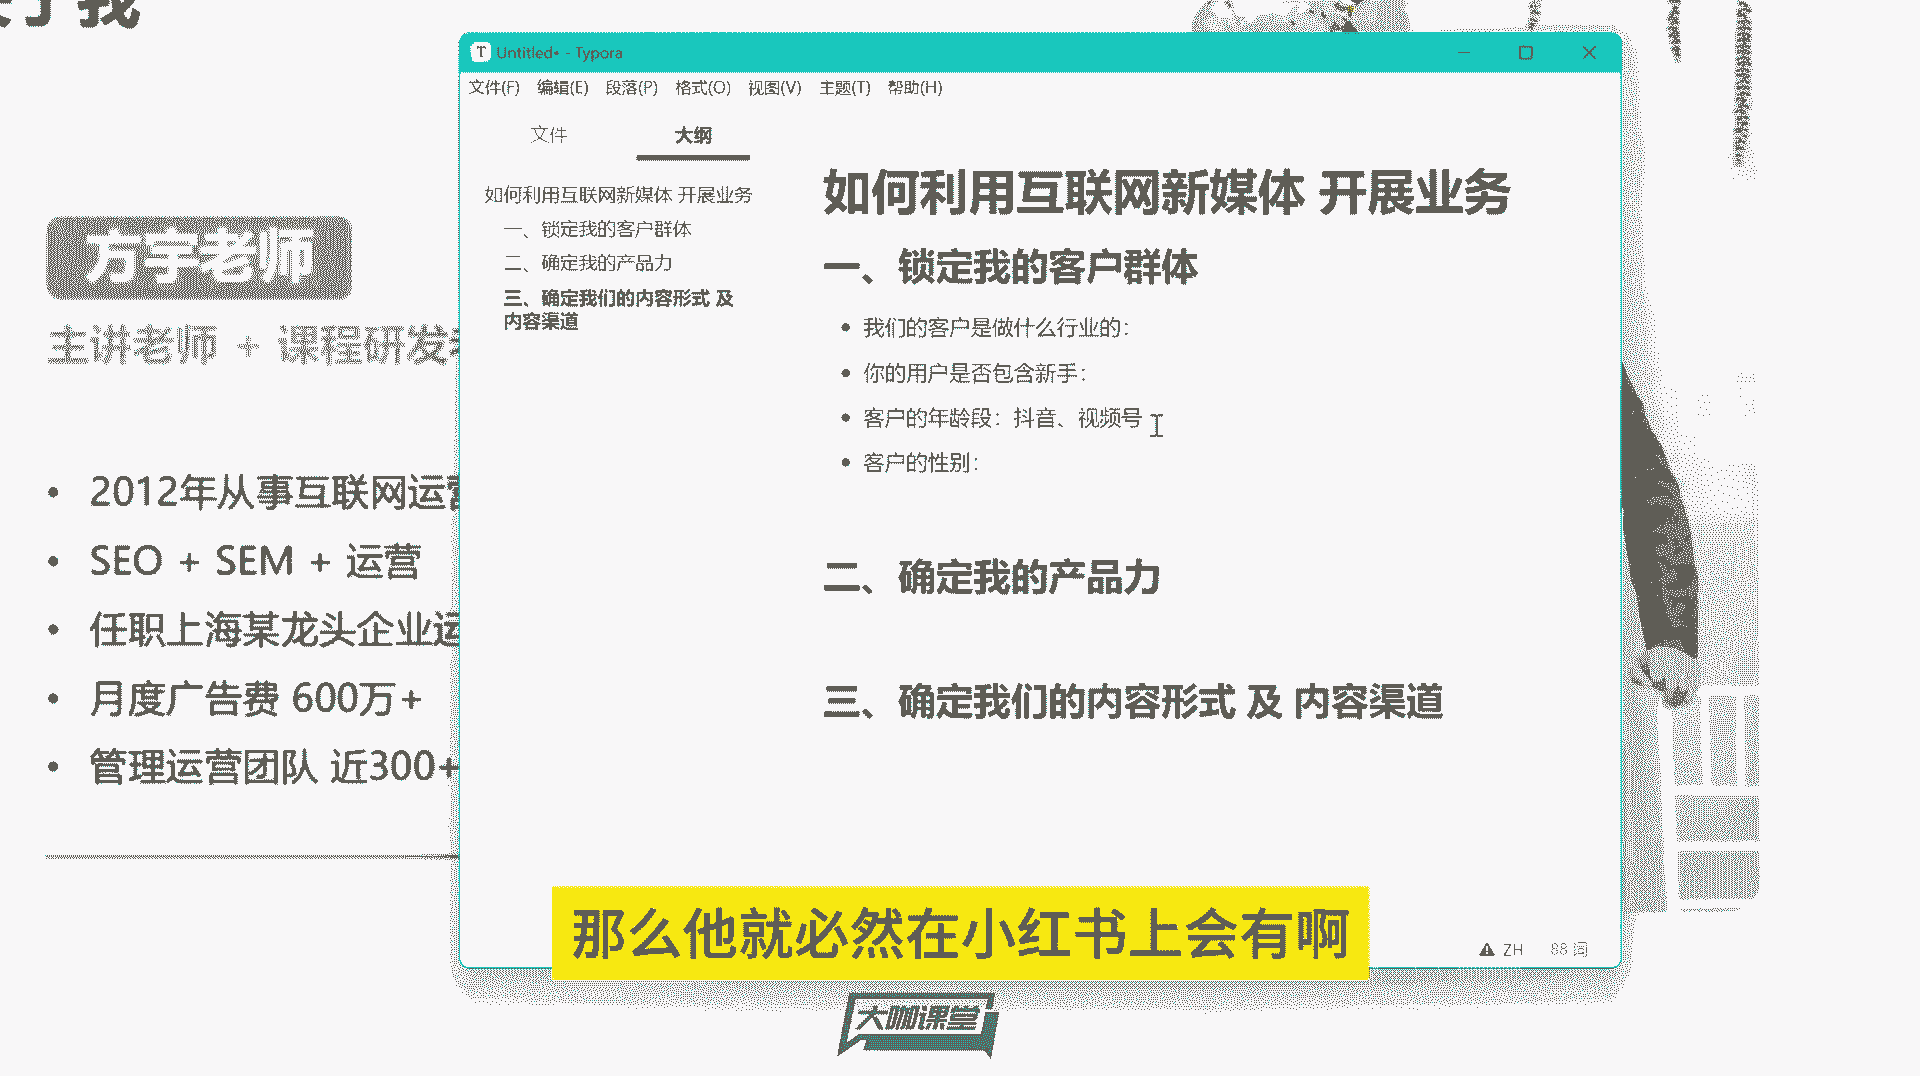 我
Untitled• - Typora
文件(F) 编辑(E) 段落(P) 格式(O) 视图(V) 主题(T) 帮助(H)
文件 大纲
如何利用互联网新媒体 开展业务
一、锁定我的客户群体
二、确定我的产品力
三、确定我们的内容形式 及
内容渠道
如何利用互联网新媒体 开展业务
一、锁定我的客户群体
• 我们的客户是做什么行业的：
• 你的用户是否包含新手：
• 客户的年龄段：抖音、视频号
• 客户的性别：
二、确定我的产品力
三、确定我们的内容形式 及 内容渠道
ZH 88 词
方宇老师
主讲老师 + 课程研发
• 2012年从事互联网运营
• SEO + SEM + 运营
• 任职上海某龙头企业运
• 月度广告费 600万+
• 管理运营团队 近300+
那么他就必然在小红书上会有啊
大咖课堂